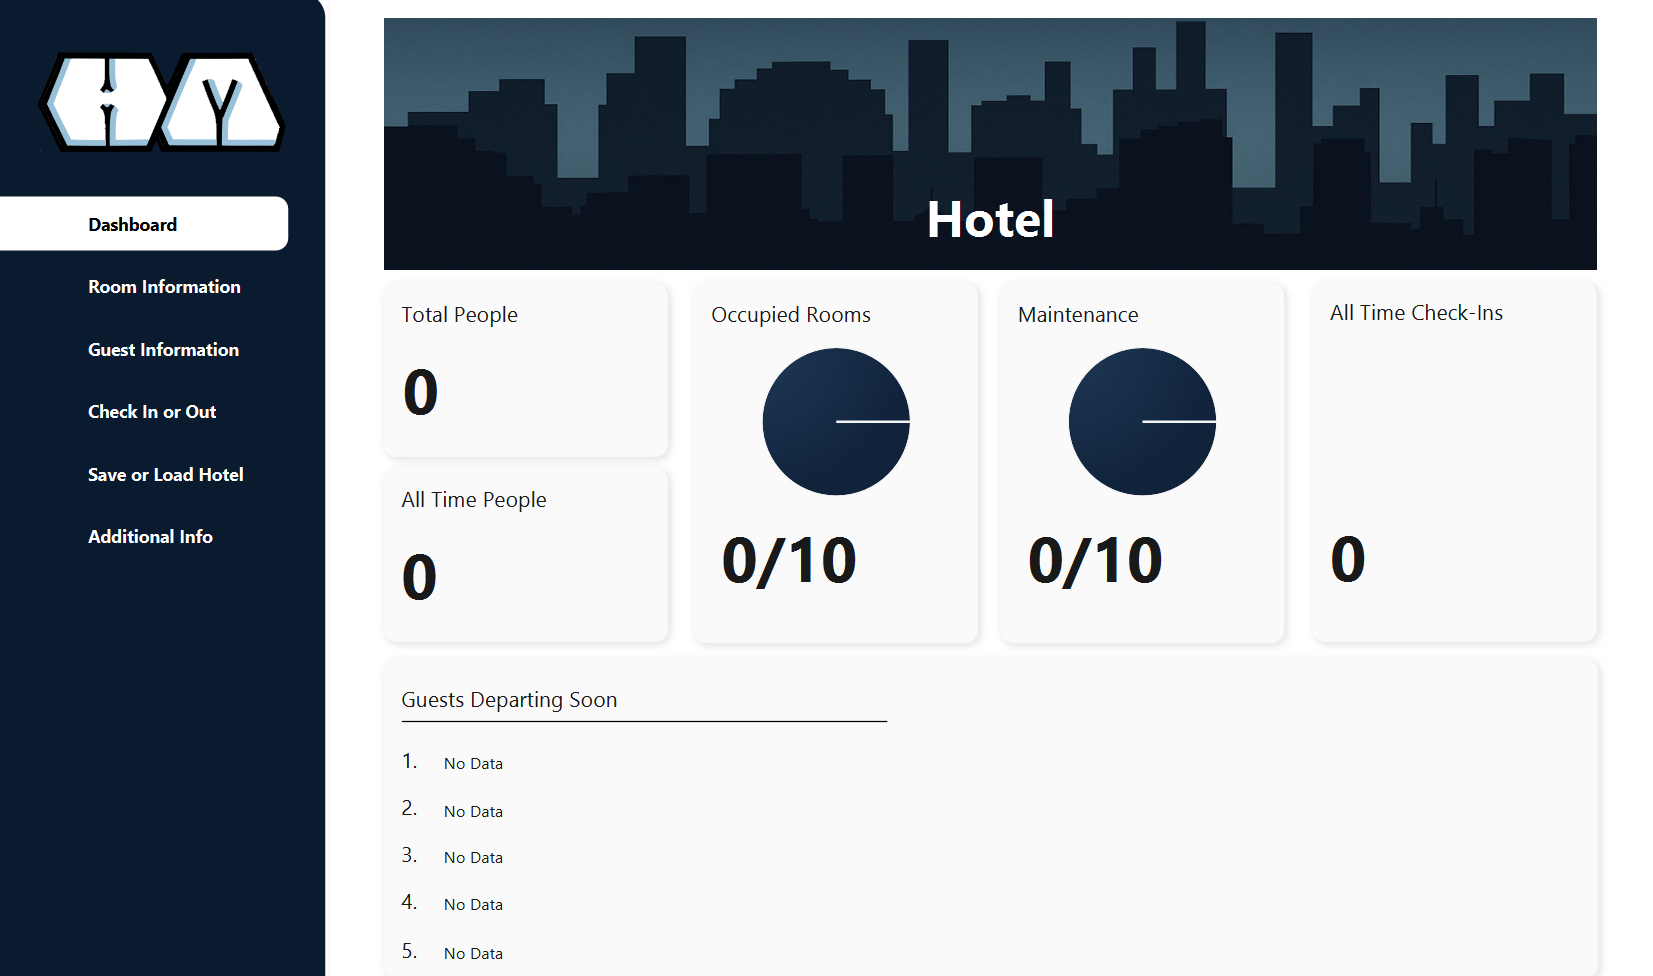 HY
Dashboard
Room Information
Guest Information
Check In or Out
Save or Load Hotel
Additional Info
Hotel
Total People
0
All Time People
0
Occupied Rooms
0/10
Maintenance
0/10
All Time Check-Ins
0
Guests Departing Soon
1. No Data
2. No Data
3. No Data
4. No Data
5. No Data